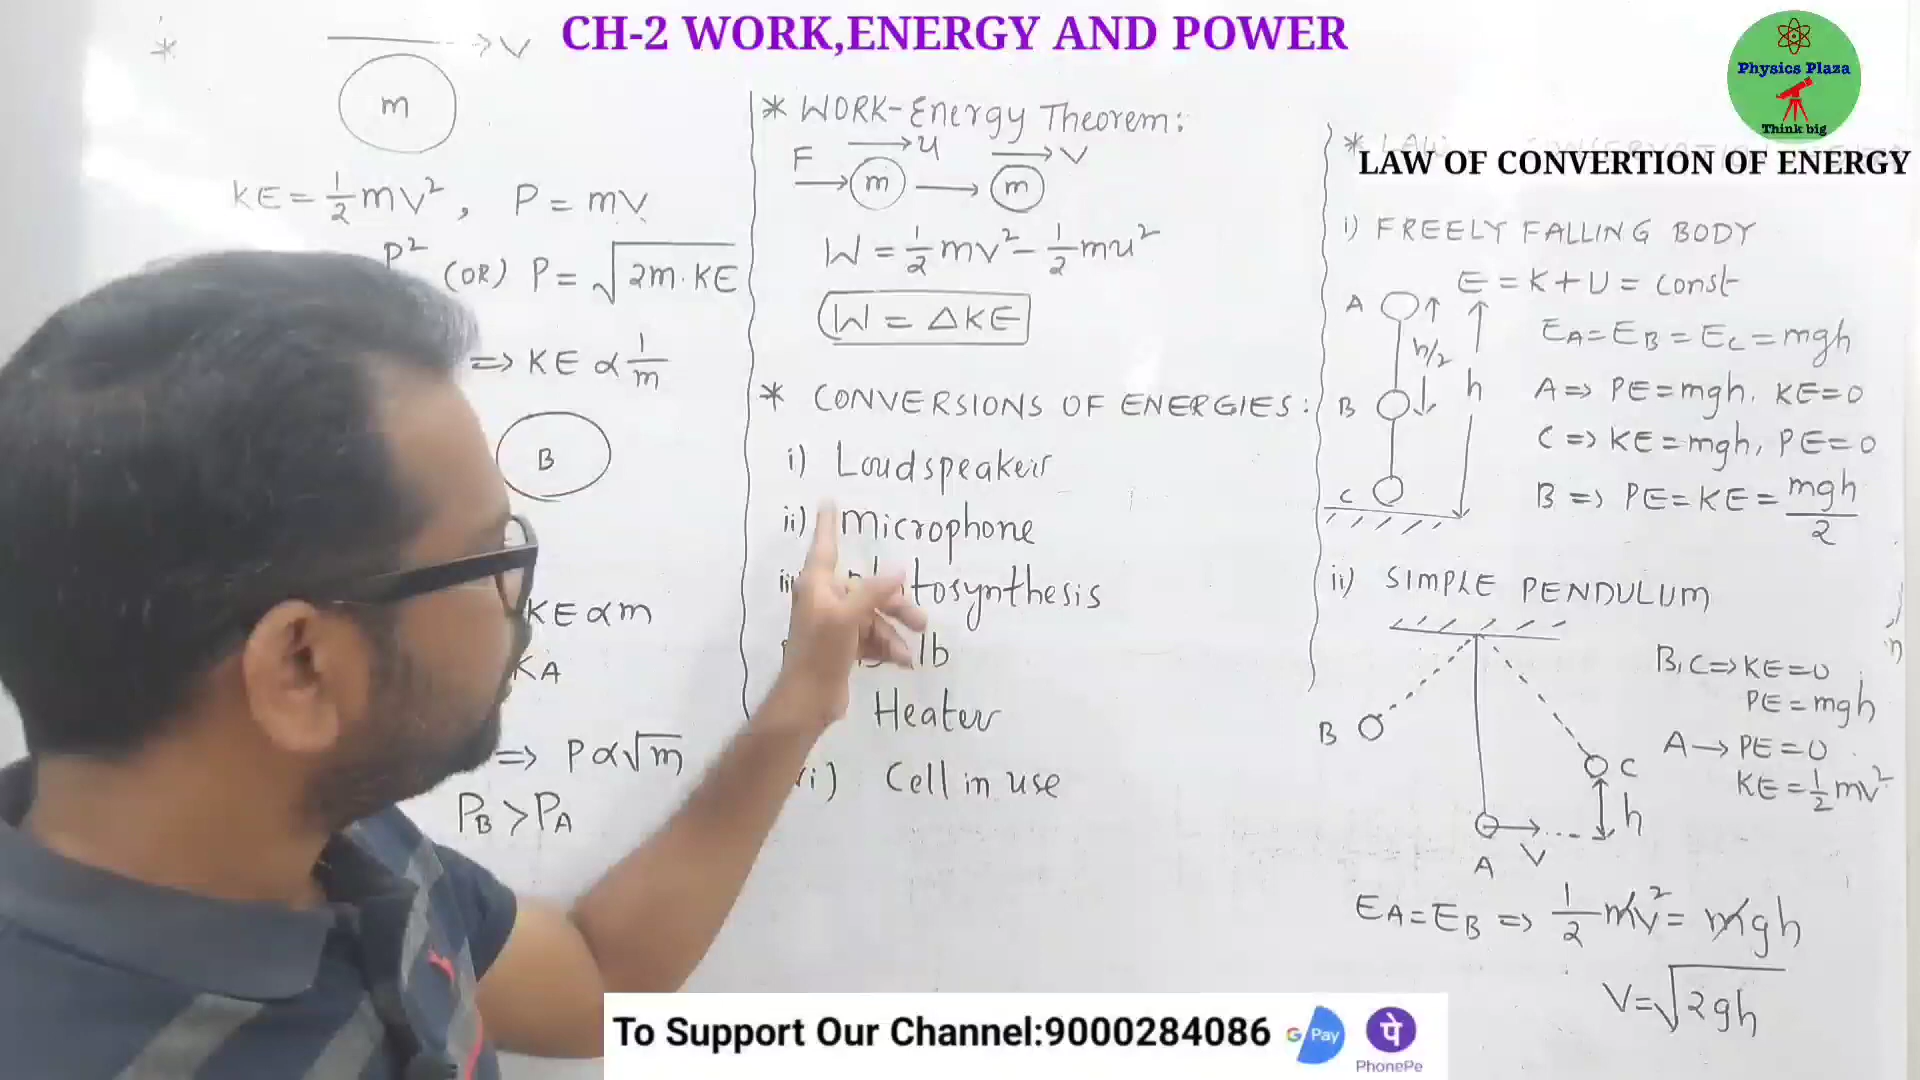 CH-2 WORK,ENERGY AND POWER
Physics Plaza
Think big
* → V
m
KE = 1/2 mv², P = mv
P² (OR) P = √2m·KE
=> KE ∝ 1/m
B
KE ∝ m
KA
=> P ∝ √m
PB > PA
* WORK-Energy Theorem:
F → u → V
m → m
W = 1/2 mv² - 1/2 mu²
W = ΔKE
* CONVERSIONS OF ENERGIES:
i) Loudspeaker
ii) Microphone
tosynthesis
lb
Heater
vi) Cell in use
* LAW
LAW OF CONVERTION OF ENERGY
i) FREELY FALLING BODY
E = K + U = const
A
EA = EB = EC = mgh
h/2
h
A => PE = mgh, KE = 0
B
C => KE = mgh, PE = 0
C
B => PE = KE = mgh/2
ii) SIMPLE PENDULUM
B, C => KE = 0
PE = mgh
B
A → PE = 0
C
KE = 1/2 mv²
h
A V
EA = EB => 1/2 mv² = mgh
V = √2gh
To Support Our Channel:9000284086
G Pay
पे
PhonePe